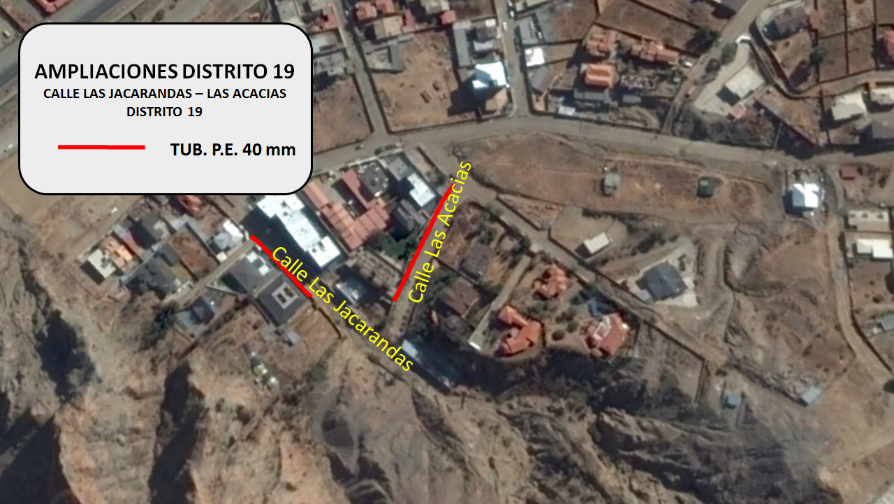 AMPLIACIONES DISTRITO 19
CALLE LAS JACARANDAS – LAS ACACIAS
DISTRITO 19
TUB. P.E. 40 mm
Calle Las Acacias
Calle Las Jacarandas